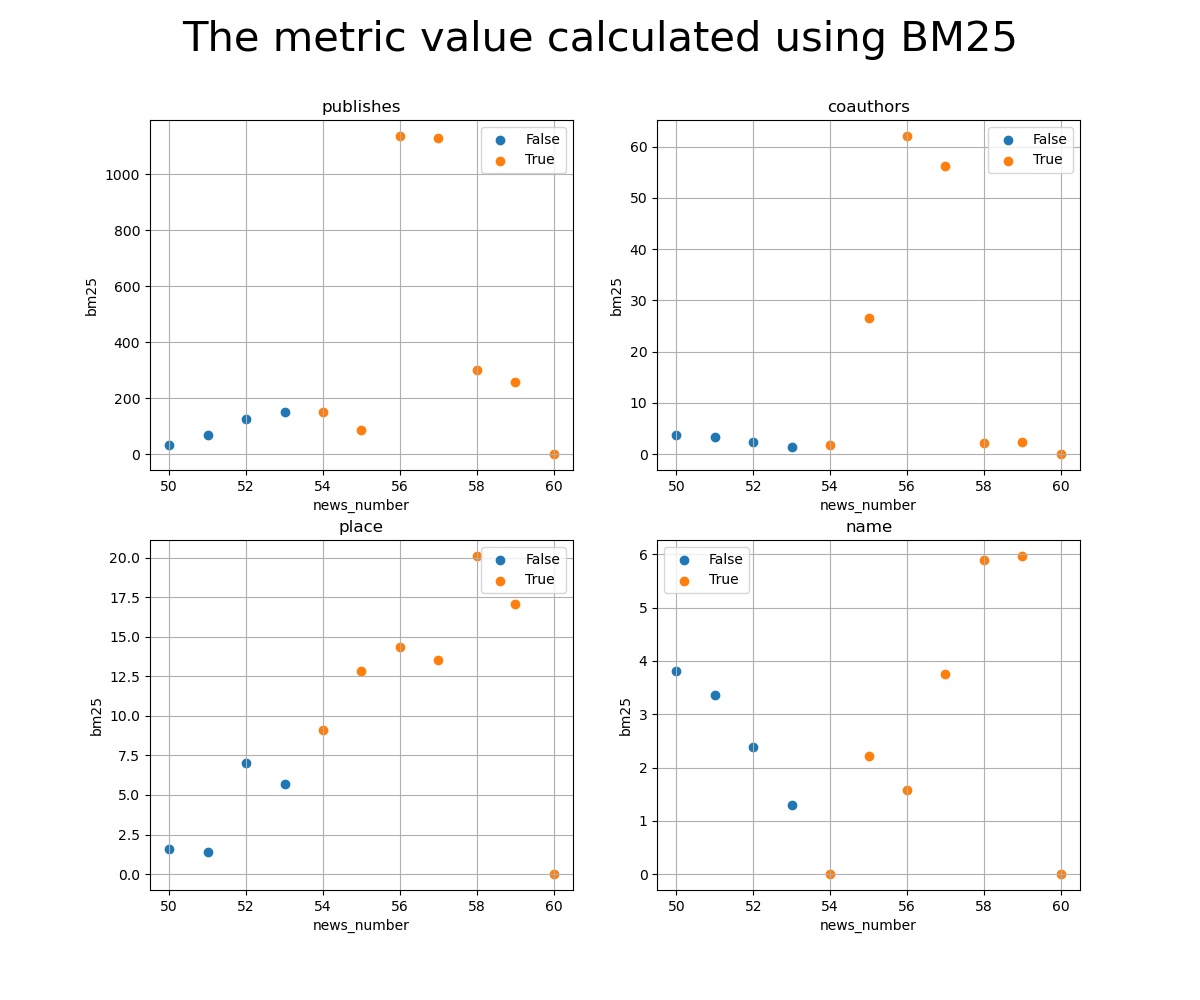 The metric value calculated using BM25
publishes
False
True
1000
800
600
400
200
0
bm25
50 52 54 56 58 60
news_number
coauthors
False
True
60
50
40
30
20
10
0
bm25
50 52 54 56 58 60
news_number
place
False
True
20.0
17.5
15.0
12.5
10.0
7.5
5.0
2.5
0.0
bm25
50 52 54 56 58 60
news_number
name
False
True
6
5
4
3
2
1
0
bm25
50 52 54 56 58 60
news_number